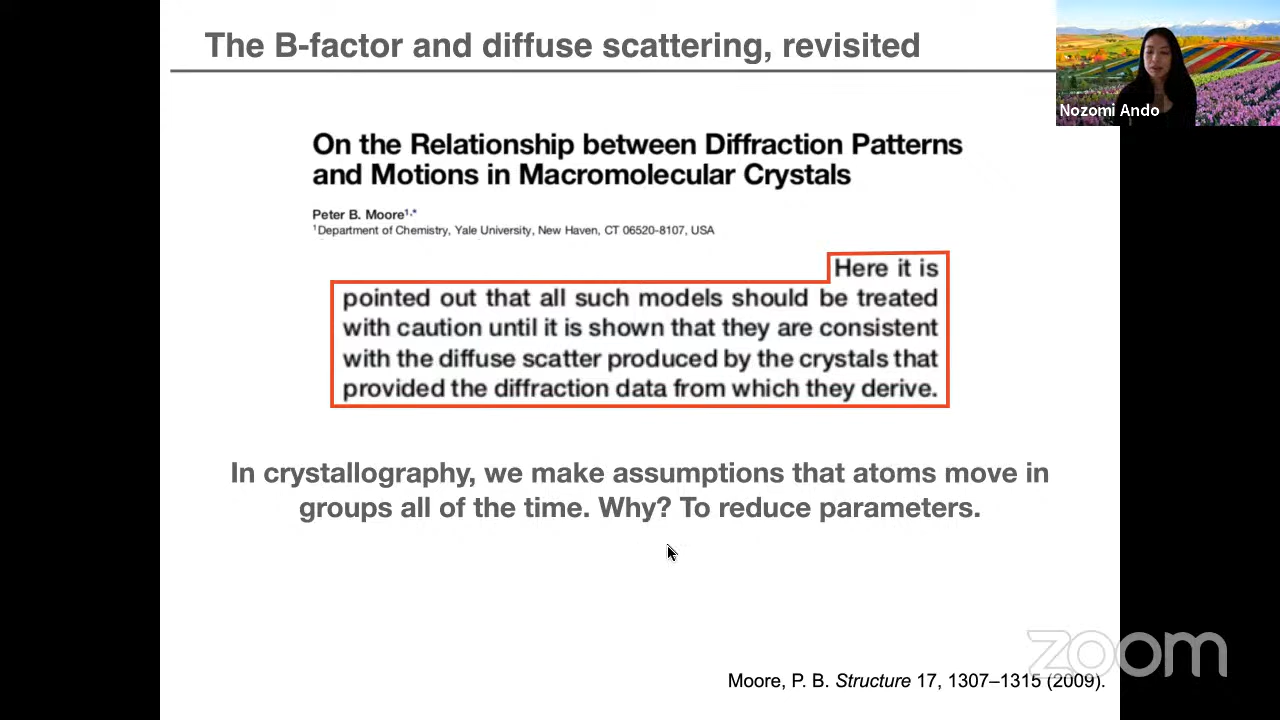 The B-factor and diffuse scattering, revisited
Nozomi Ando
On the Relationship between Diffraction Patterns
and Motions in Macromolecular Crystals
Peter B. Moore1,*
1Department of Chemistry, Yale University, New Haven, CT 06520-8107, USA
Here it is
pointed out that all such models should be treated
with caution until it is shown that they are consistent
with the diffuse scatter produced by the crystals that
provided the diffraction data from which they derive.
In crystallography, we make assumptions that atoms move in
groups all of the time. Why? To reduce parameters.
zoom
Moore, P. B. Structure 17, 1307–1315 (2009).